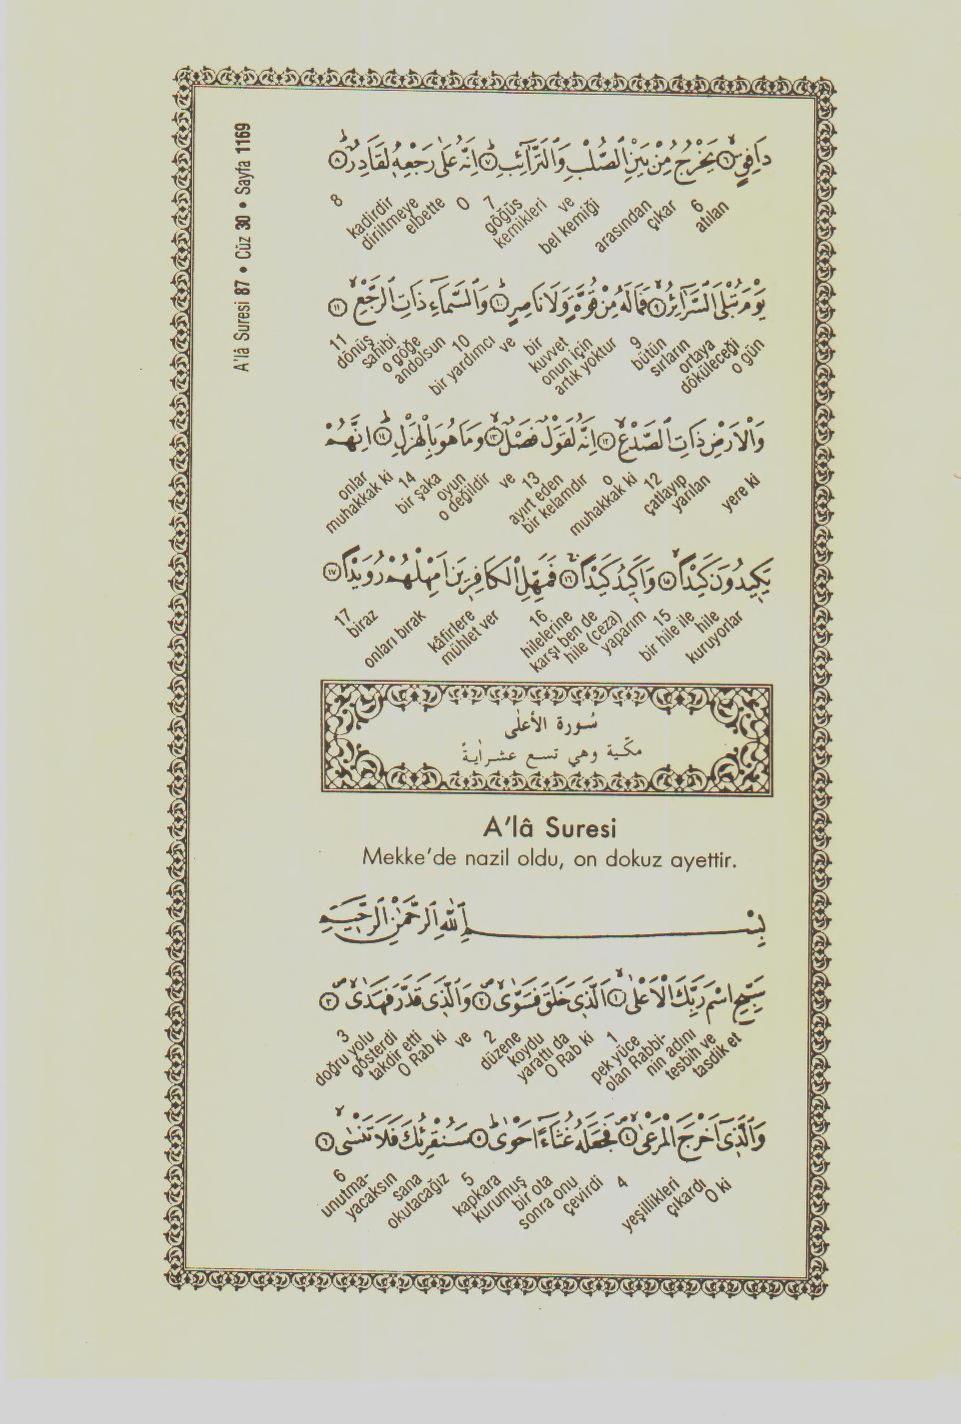 A'lâ Suresi 87 • Cüz 30 • Sayfa 1169
دَافِقٍ ٦ يَخْرُجُ مِنْ بَيْنِ الصُّلْبِ وَالتَّرَائِبِ ٧ اِنَّهُ عَلٰى رَجْعِهِ لَقَادِرٌ ٨
6 atılan çıkar arasından bel kemiği ve göğüs kemikleri 7 O elbette diriltmeye kadirdir 8
يَوْمَ تُبْلَى السَّرَائِرُ ٩ فَمَا لَهُ مِنْ قُوَّةٍ وَلَا نَاصِرٍ ١٠ وَالسَّمَاءِ ذَاتِ الرَّجْعِ ١١
o gün ortaya döküleceği bütün sırların 9 onun için artık yoktur bir kuvvet ve bir yardımcı 10 o göğe andolsun dönüş sahibi 11
وَالْاَرْضِ ذَاتِ الصَّدْعِ ١٢ اِنَّهُ لَقَوْلٌ فَصْلٌ ١٣ وَمَا هُوَ بِالْهَزْلِ ١٤ اِنَّهُمْ
yere ki çatlayıp yarılan 12 o muhakkak ki ayırt eden bir kelamdır 13 ve oyun o değildir bir şaka 14 onlar muhakkak ki
يَكِيدُونَ كَيْدًا ١٥ وَاَكِيدُ كَيْدًا ١٦ فَمَهِّلِ الْكَافِرِينَ اَمْهِلْهُمْ رُوَيْدًا ١٧
hile kuruyorlar bir hile ile 15 hile (ceza) yaparım hilelerine karşı ben de 16 kâfirlere mühlet ver onları bırak biraz 17
سُورة الأعلى
مكّية وهي تسع عشر اٰية
A'lâ Suresi
Mekke'de nazil oldu, on dokuz ayettir.
بِسْمِ اللّٰهِ الرَّحْمٰنِ الرَّحِيمِ
سَبِّحِ اسْمَ رَبِّكَ الْاَعْلٰى ١ اَلَّذِى خَلَقَ فَسَوّٰى ٢ وَالَّذِى قَدَّرَ فَهَدٰى ٣
tesbih ve tasdik et Rabbi- nin adını pek yüce olan 1 O Rab ki yarattı da düzene koydu 2 ve O Rab ki takdir etti doğru yolu gösterdi 3
وَالَّذِى اَخْرَجَ الْمَرْعٰى ٤ فَجَعَلَهُ غُثَاءً اَحْوٰى ٥ سَنُقْرِئُكَ فَلَا تَنْسٰى ٦
O ki çıkardı yeşillikleri 4 sonra onu çevirdi bir ota kurumuş kapkara 5 sana okutacağız unutma- yacaksın 6